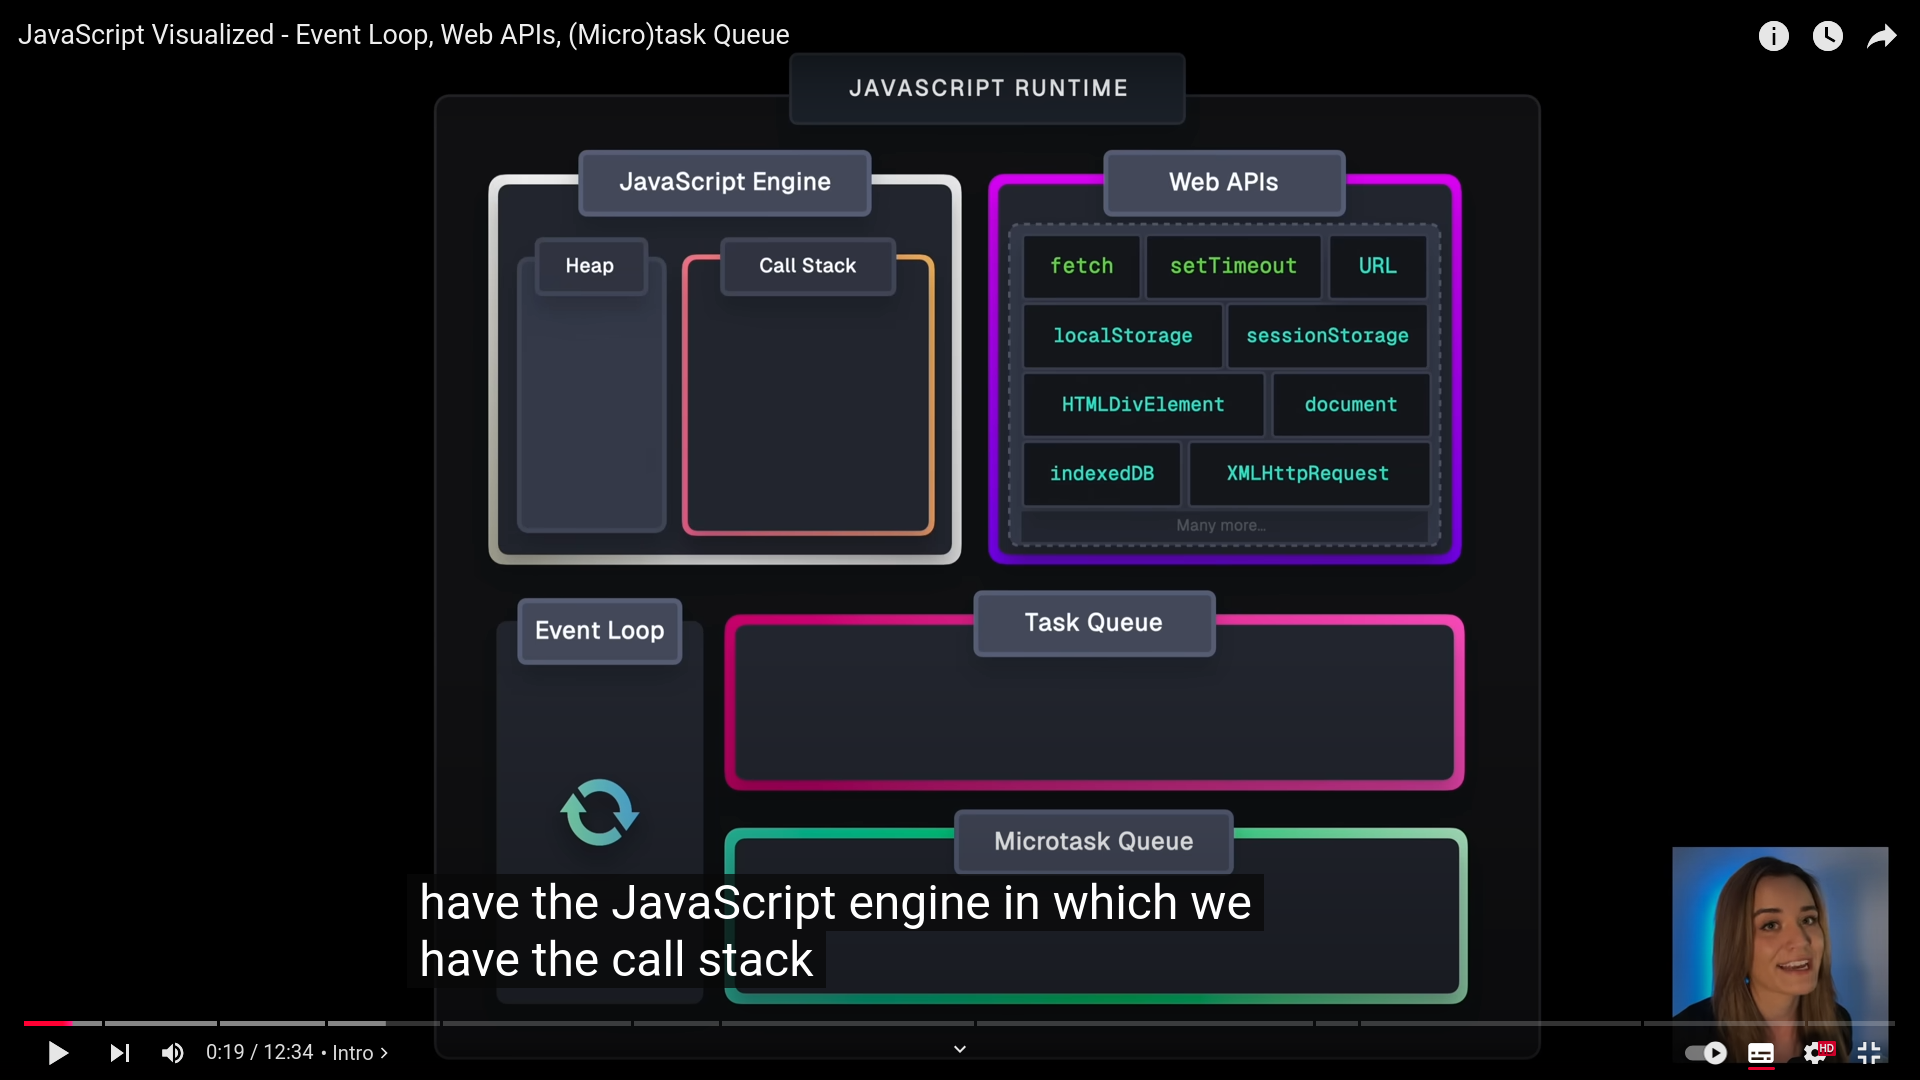 JavaScript Visualized - Event Loop, Web APIs, (Micro)task Queue
JAVASCRIPT RUNTIME
JavaScript Engine
Web APIs
Heap
Call Stack
fetch
setTimeout
URL
localStorage
sessionStorage
HTMLDivElement
document
indexedDB
XMLHttpRequest
Many more...
Event Loop
Task Queue
Microtask Queue
have the JavaScript engine in which we
have the call stack
0:19 / 12:34 • Intro
HD